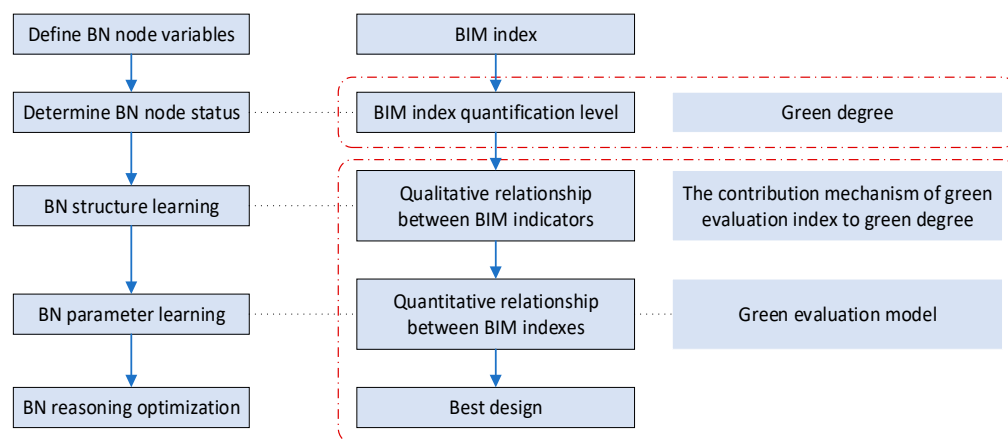 Define BN node variables
BIM index
Determine BN node status
BIM index quantification level
Green degree
BN structure learning
Qualitative relationship
between BIM indicators
The contribution mechanism of green
evaluation index to green degree
BN parameter learning
Quantitative relationship
between BIM indexes
Green evaluation model
BN reasoning optimization
Best design